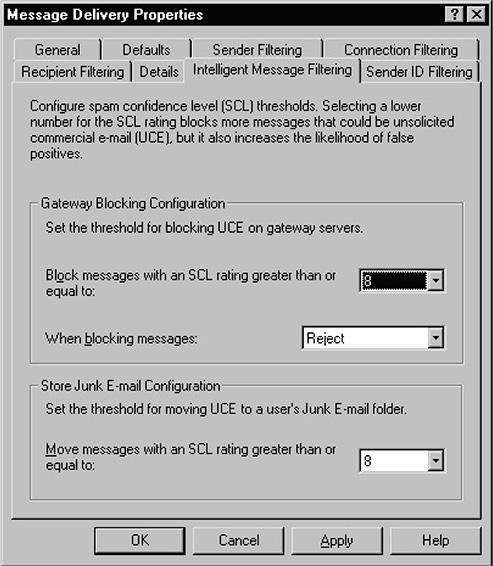 Message Delivery Properties
General Defaults Sender Filtering Connection Filtering
Recipient Filtering Details Intelligent Message Filtering Sender ID Filtering
Configure spam confidence level (SCL) thresholds. Selecting a lower
number for the SCL rating blocks more messages that could be unsolicited
commercial e-mail (UCE), but it also increases the likelihood of false
positives.
Gateway Blocking Configuration
Set the threshold for blocking UCE on gateway servers.
Block messages with an SCL rating greater than or
equal to:
8
When blocking messages: Reject
Store Junk E-mail Configuration
Set the threshold for moving UCE to a user's Junk E-mail folder.
Move messages with an SCL rating greater than or
equal to:
8
OK Cancel Apply Help